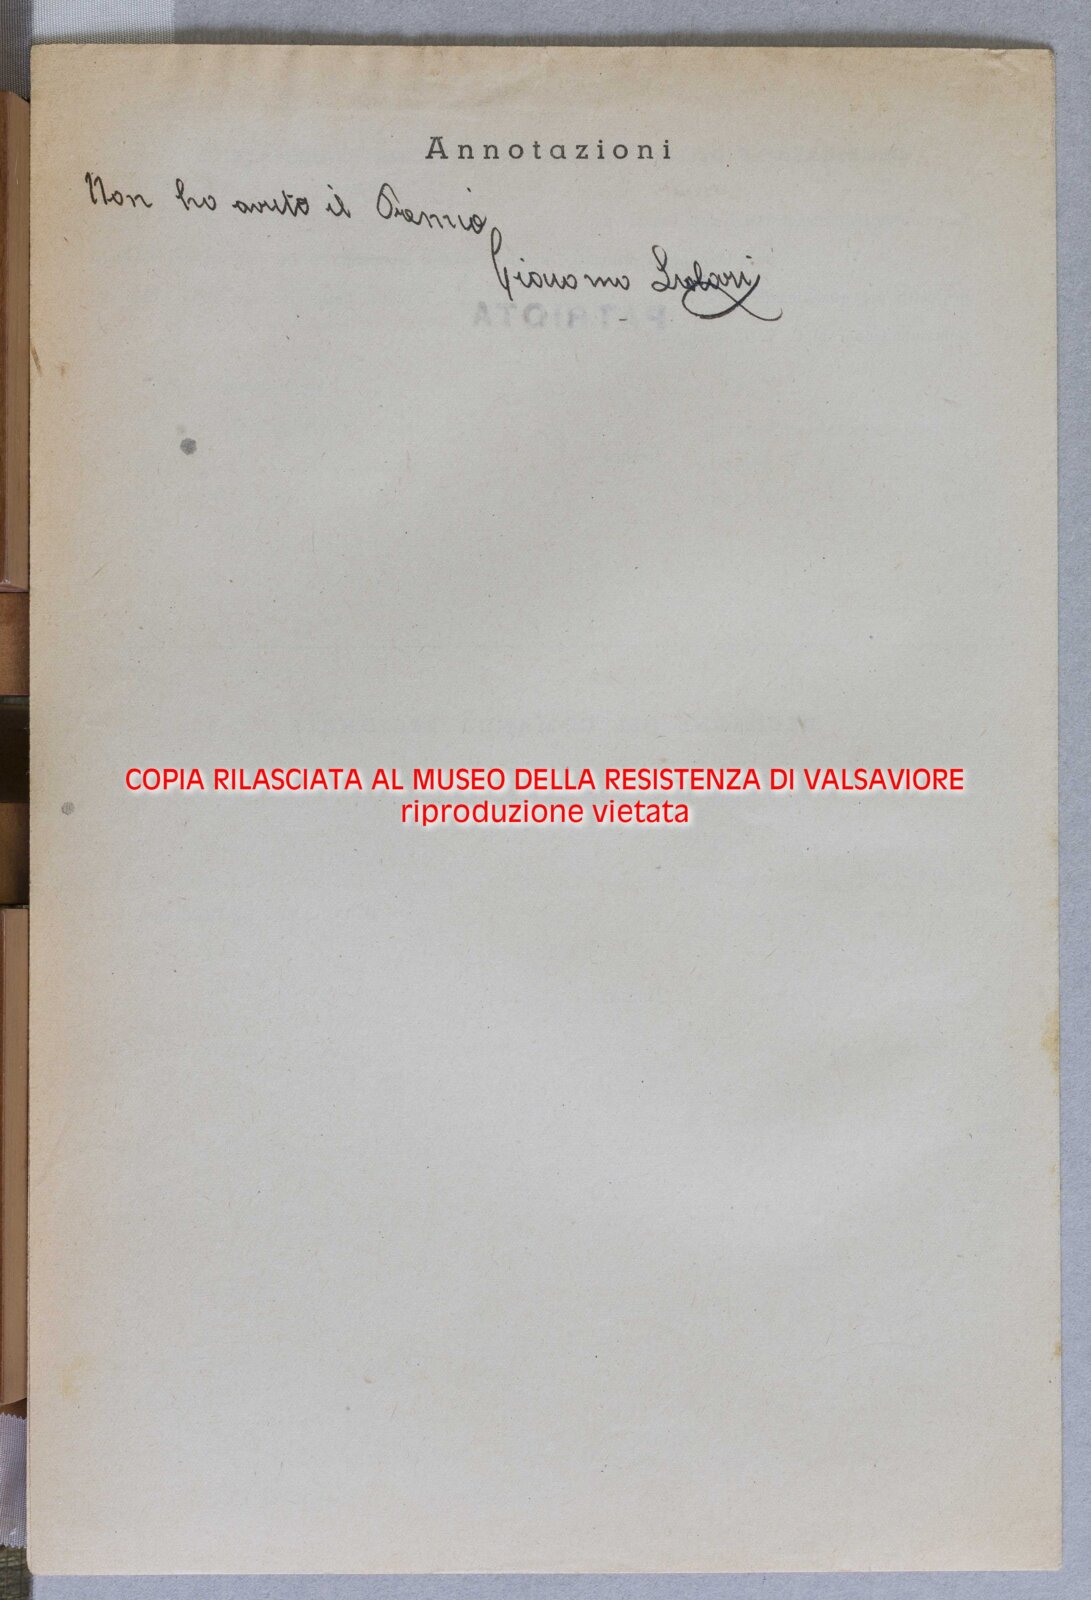 Annotazioni
Non ho avuto il Premio
Giacomo
COPIA RILASCIATA AL MUSEO DELLA RESISTENZA DI VALSAVIORE
riproduzione vietata